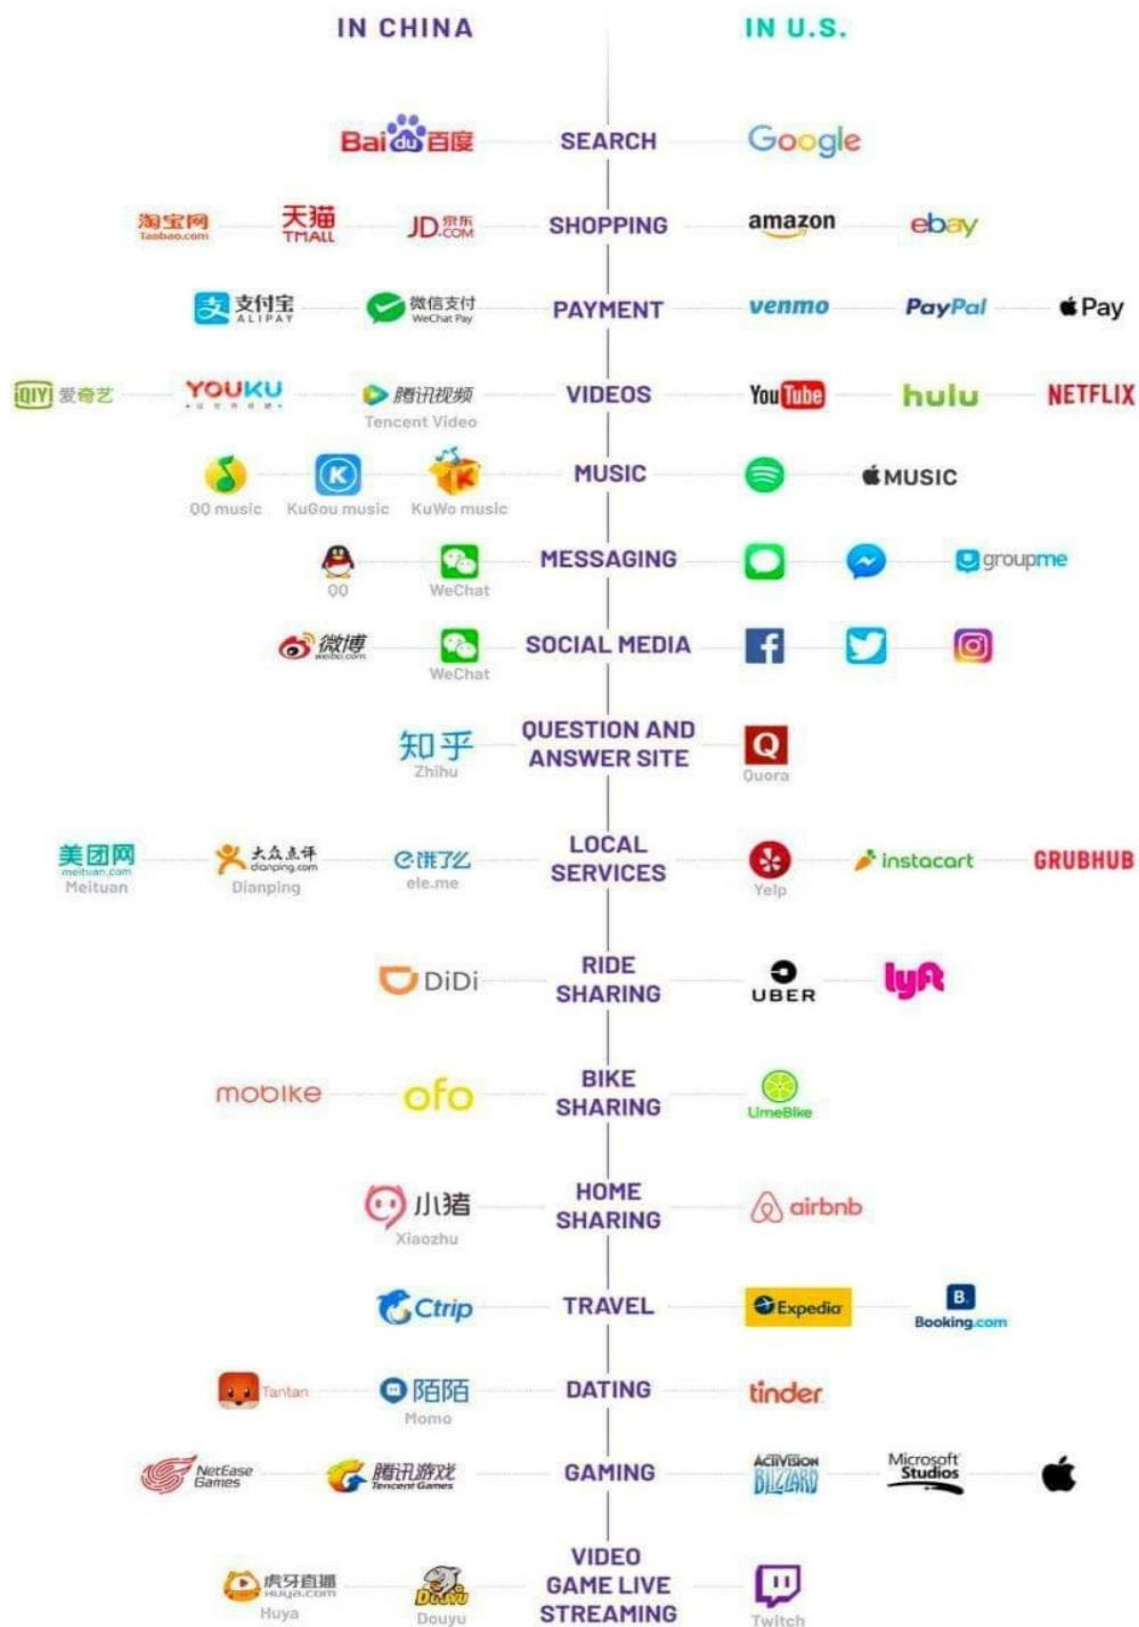 IN CHINA
IN U.S.
Bai du 百度
SEARCH
Google
淘宝网
Taobao.com
天猫
TMALL
JD 京东
.COM
SHOPPING
amazon
ebay
支 支付宝
ALIPAY
微信支付
WeChat Pay
PAYMENT
venmo
PayPal
Pay
iQIYI 爱奇艺
YOUKU
腾讯视频
Tencent Video
VIDEOS
YouTube
hulu
NETFLIX
QQ music
K
KuGou music
K
KuWo music
MUSIC
MUSIC
QQ
WeChat
MESSAGING
groupme
微博
weibo.com
WeChat
SOCIAL MEDIA
f
知乎
Zhihu
QUESTION AND
ANSWER SITE
Q
Quora
美团网
meituan.com
Meituan
大众点评
dianping.com
Dianping
e 饿了么
ele.me
LOCAL
SERVICES
Yelp
instacart
GRUBHUB
DiDi
RIDE
SHARING
UBER
lyft
mobike
ofo
BIKE
SHARING
LimeBike
小猪
Xiaozhu
HOME
SHARING
airbnb
Ctrip
TRAVEL
Expedia
B.
Booking.com
Tantan
陌陌
Momo
DATING
tinder
NetEase
Games
腾讯游戏
Tencent Games
GAMING
ACTIVISION
BLIZZARD
Microsoft
Studios
虎牙直播
HUYA.COM
Huya
DOUYU
Douyu
VIDEO
GAME LIVE
STREAMING
Twitch